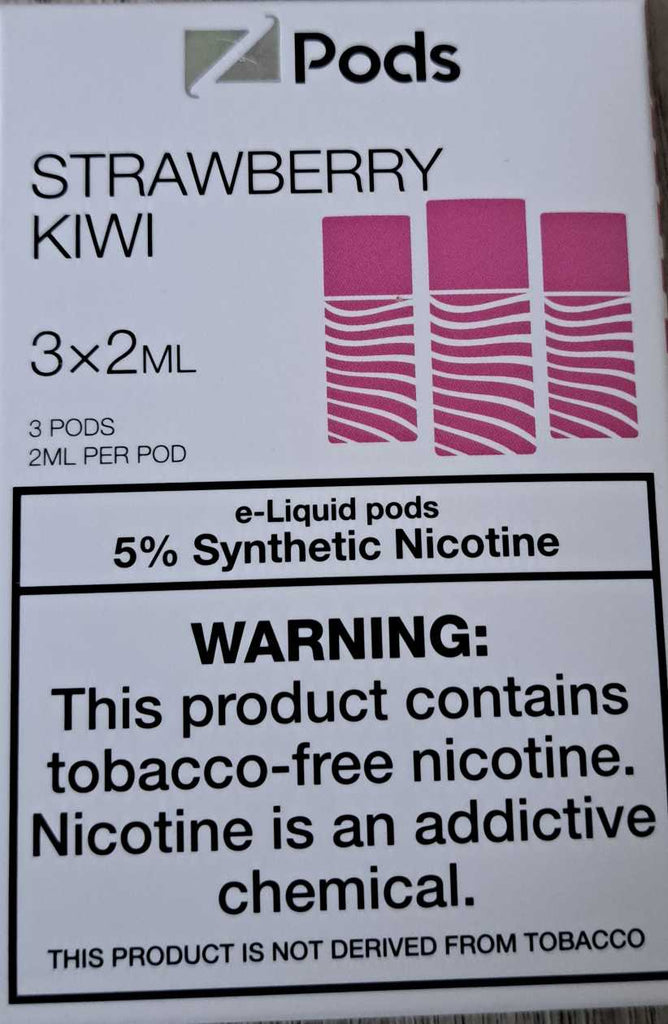 Z Pods
STRAWBERRY
KIWI
3×2ML
3 PODS
2ML PER POD
e-Liquid pods
5% Synthetic Nicotine
WARNING:
This product contains
tobacco-free nicotine.
Nicotine is an addictive
chemical.
THIS PRODUCT IS NOT DERIVED FROM TOBACCO